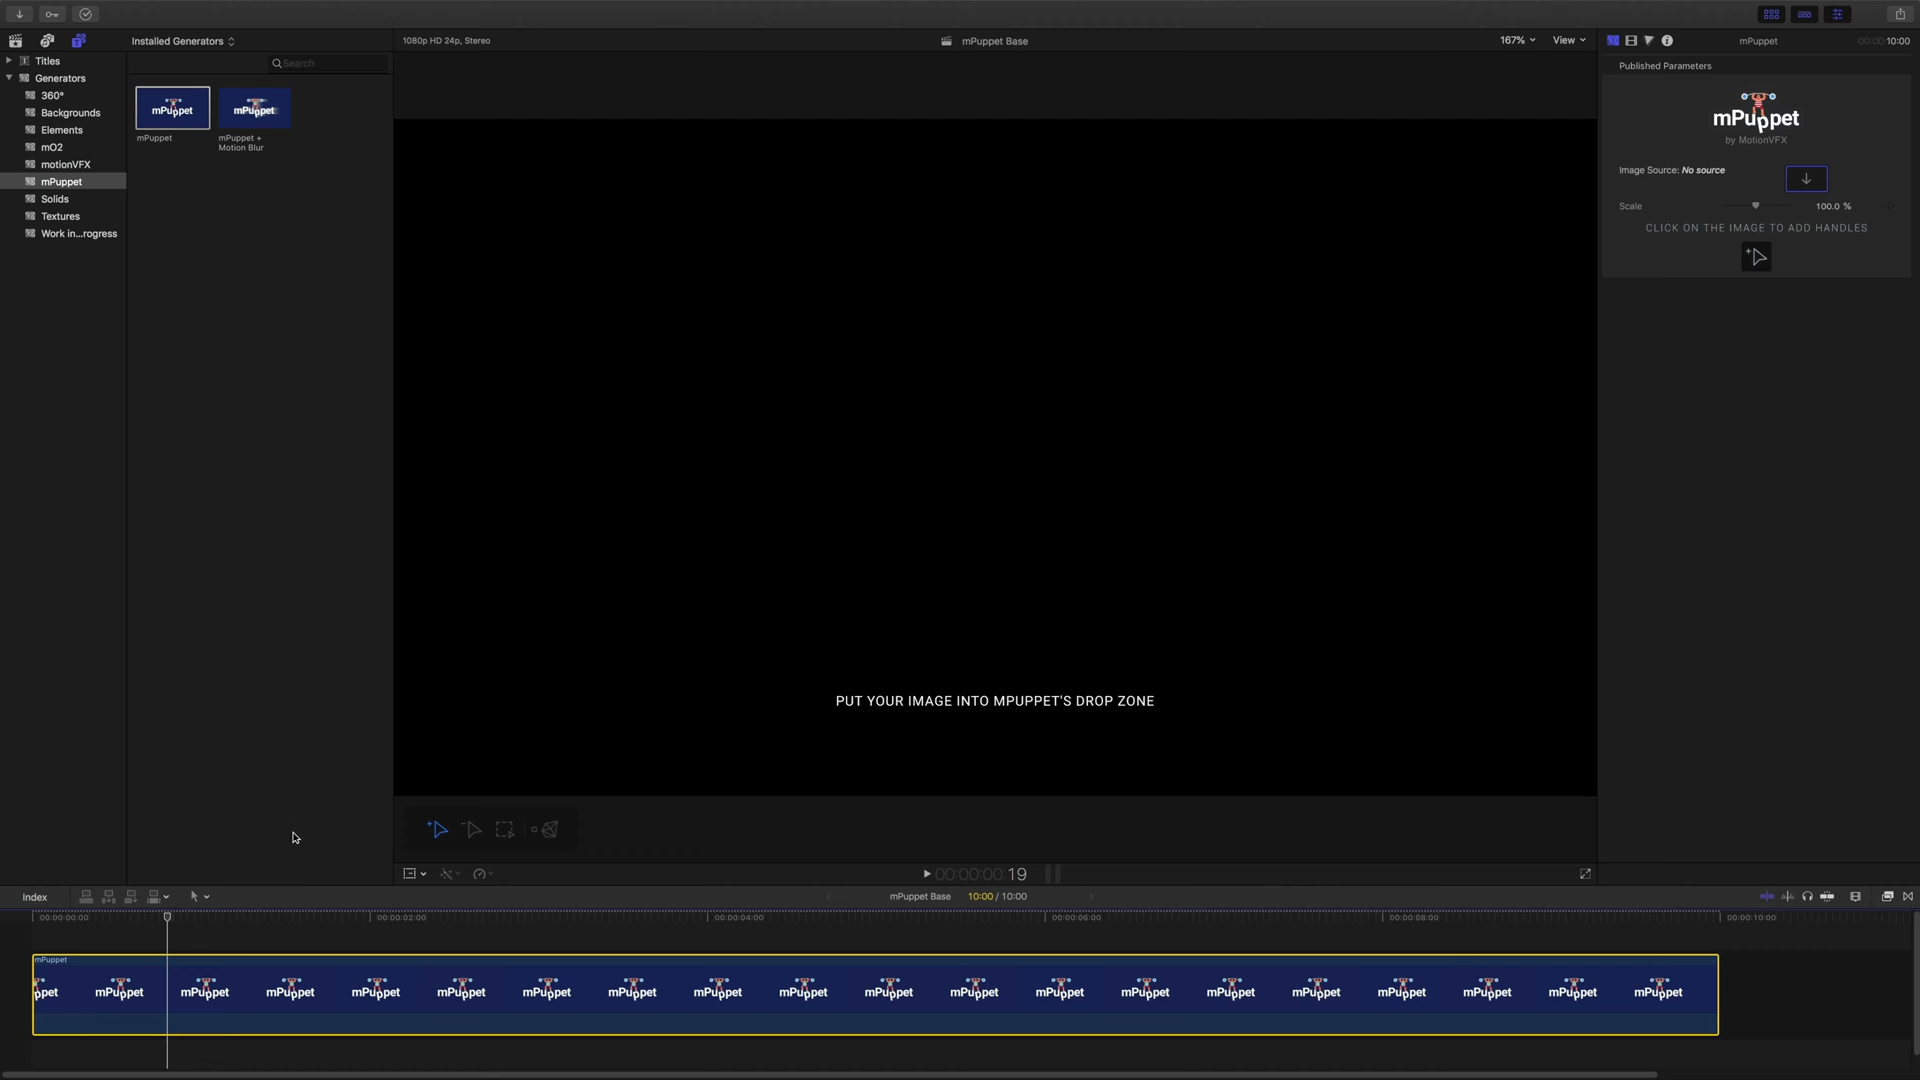 Installed Generators
1080p HD 24p, Stereo
mPuppet Base
167%
View
mPuppet
00:00:10:00
Titles
Generators
360°
Backgrounds
Elements
mO2
motionVFX
mPuppet
Solids
Textures
Work in...rogress
Search
mPuppet
mPuppet
mPuppet
mPuppet +
Motion Blur
PUT YOUR IMAGE INTO MPUPPET'S DROP ZONE
Published Parameters
mPuppet
by MotionVFX
Image Source: No source
Scale
100.0 %
CLICK ON THE IMAGE TO ADD HANDLES
00:00:00:19
Index
mPuppet Base
10:00 / 10:00
00:00:00:00
00:00:02:00
00:00:04:00
00:00:06:00
00:00:08:00
00:00:10:00
mPuppet
ppet mPuppet mPuppet mPuppet mPuppet mPuppet mPuppet mPuppet mPuppet mPuppet mPuppet mPuppet mPuppet mPuppet mPuppet mPuppet mPuppet mPuppet mPuppet mPuppet